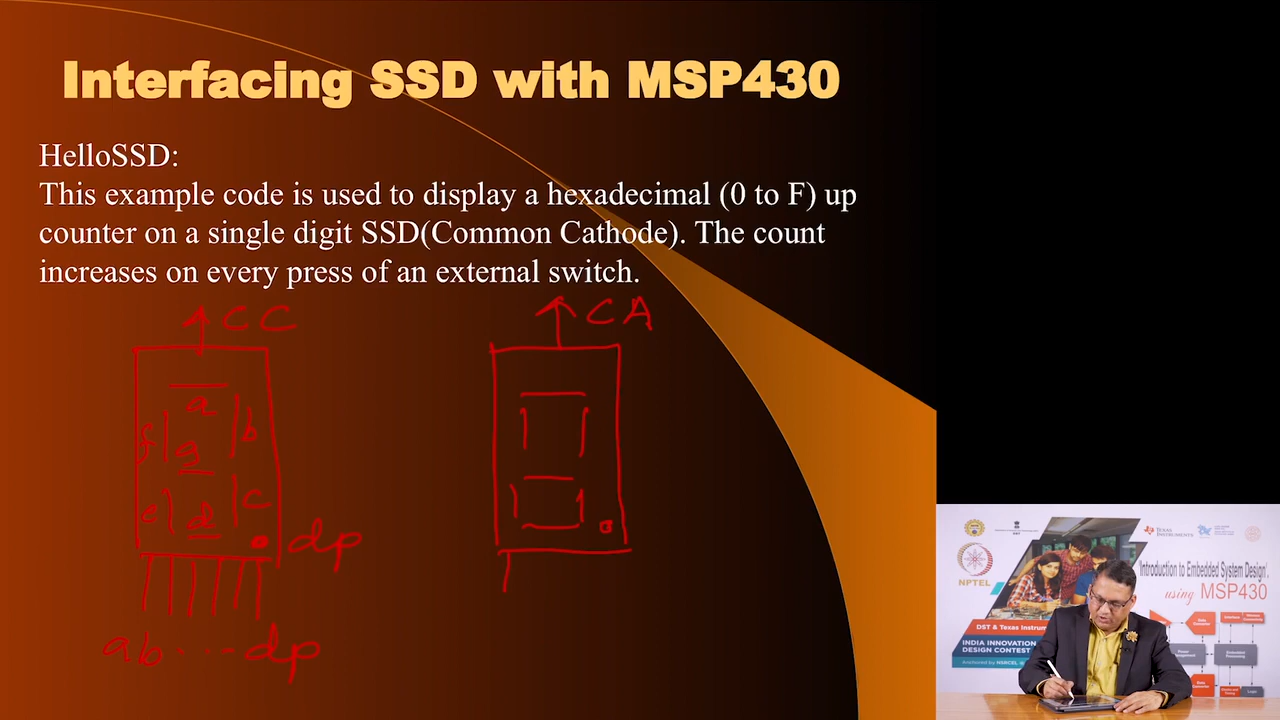 Interfacing SSD with MSP430
HelloSSD:
This example code is used to display a hexadecimal (0 to F) up
counter on a single digit SSD(Common Cathode). The count
increases on every press of an external switch.
CC
CA
a
f
b
g
e
d
c
dp
ab...--dp
NPTEL
TEXAS INSTRUMENTS
'Introduction to Embedded System Design'
using MSP430
DST & Texas Instrum
INDIA INNOVATION
DESIGN CONTEST